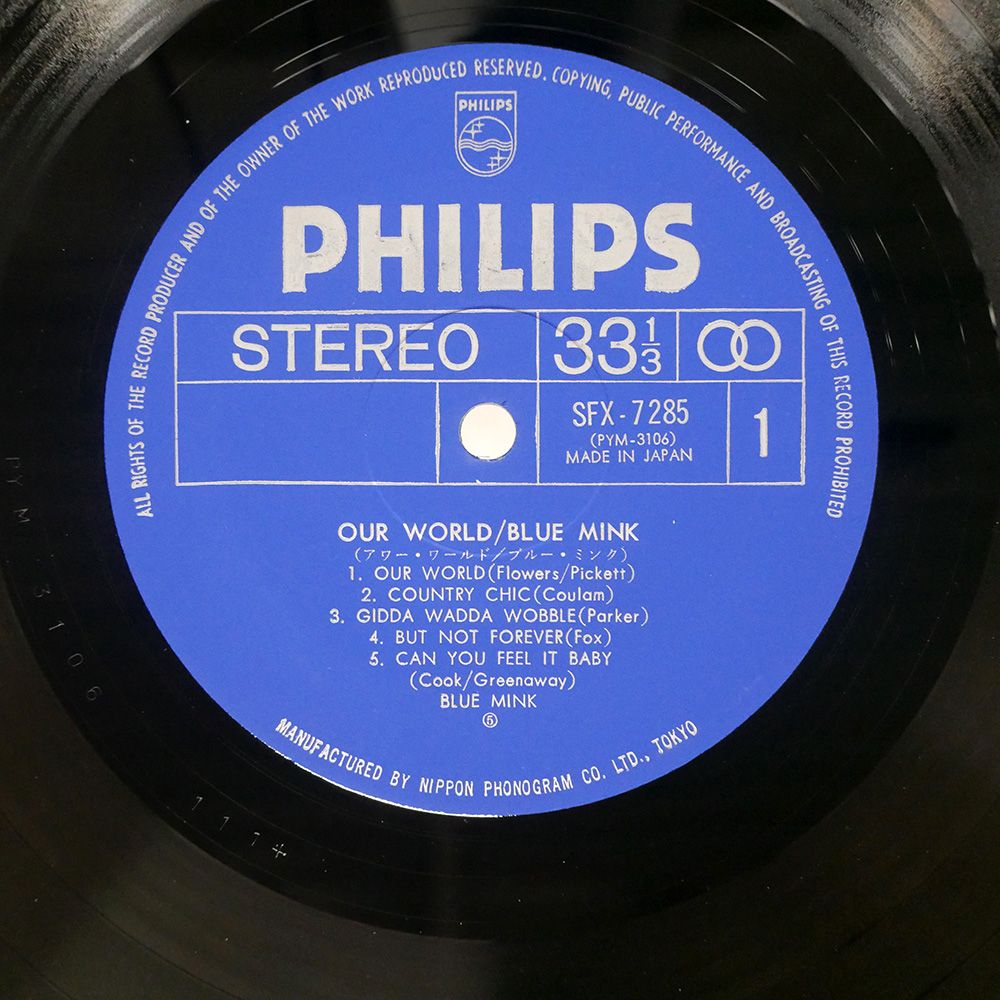 ALL RIGHTS OF THE RECORD PRODUCER AND OF THE OWNER OF THE WORK REPRODUCED RESERVED. COPYING, PUBLIC PERFORMANCE AND BROADCASTING OF THIS RECORD PROHIBITED
PHILIPS
PHILIPS
STEREO 33 1/3
SFX-7285 1
(PYM-3106)
MADE IN JAPAN
OUR WORLD/BLUE MINK
(アワー・ワールド/ブルー・ミンク)
1. OUR WORLD(Flowers/Pickett)
2. COUNTRY CHIC(Coulam)
3. GIDDA WADDA WOBBLE(Parker)
4. BUT NOT FOREVER(Fox)
5. CAN YOU FEEL IT BABY
(Cook/Greenaway)
BLUE MINK
⑤
MANUFACTURED BY NIPPON PHONOGRAM CO. LTD., TOKYO
PYM-3106